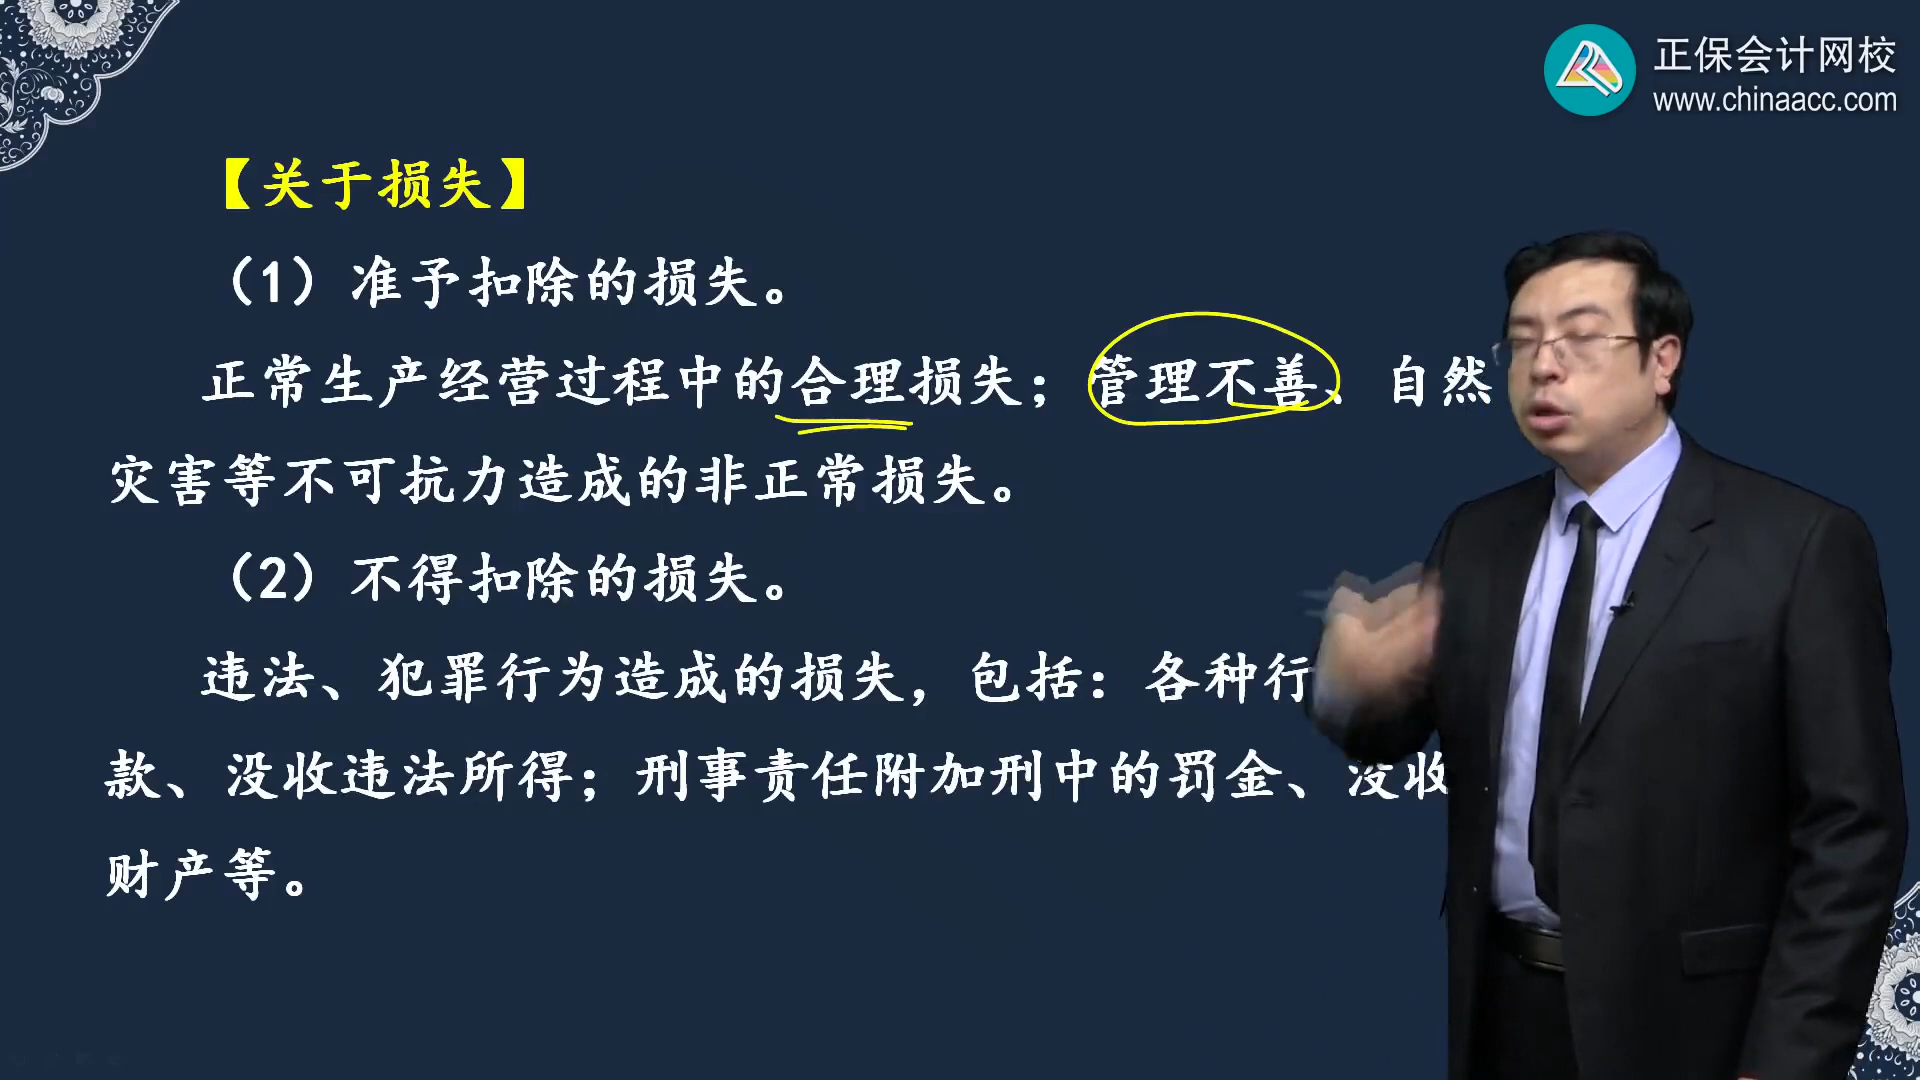 正保会计网校
www.chinaacc.com
【关于损失】
（1）准予扣除的损失。
正常生产经营过程中的合理损失；管理不善、自然
灾害等不可抗力造成的非正常损失。
（2）不得扣除的损失。
违法、犯罪行为造成的损失，包括：各种行
款、没收违法所得；刑事责任附加刑中的罚金、没收
财产等。